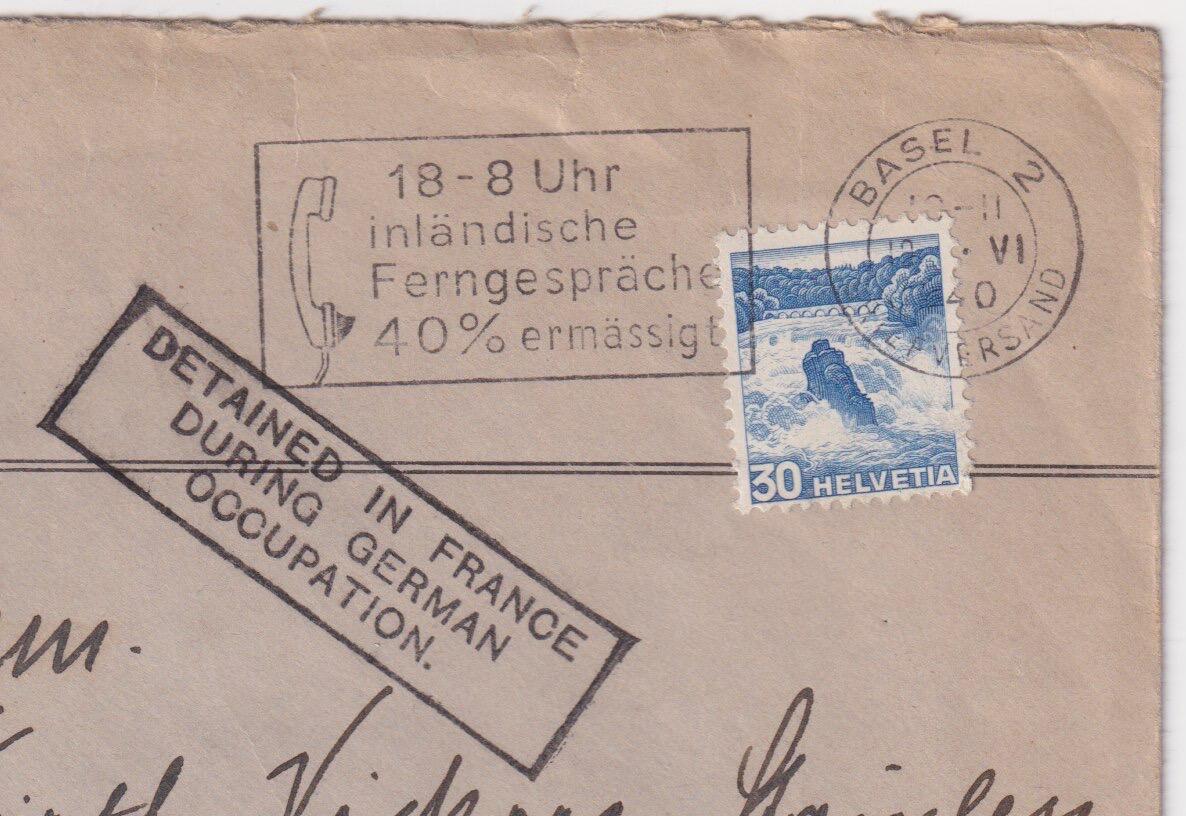 18-8 Uhr
inländische
Ferngespräche
40% ermässigt
BASEL 2
-11
VI
40
VERSAND
30 HELVETIA
DETAINED IN FRANCE
DURING GERMAN
OCCUPATION.